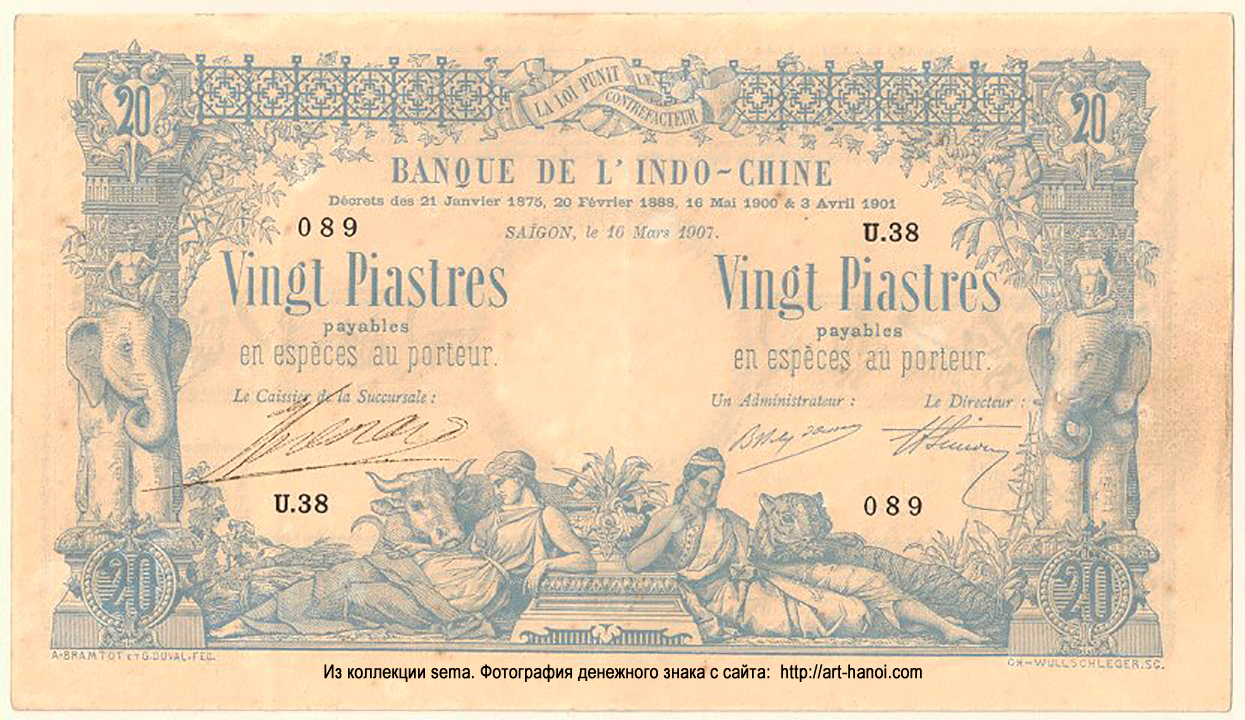 20
LA LOI PUNIT LE
CONTREFACTEUR
20
BANQUE DE L'INDO-CHINE
Décrets des 21 Janvier 1875, 20 Février 1888, 16 Mai 1900 & 3 Avril 1901
089
SAÏGON, le 16 Mars 1907.
U.38
Vingt Piastres
payables
en espèces au porteur.
Le Caissier de la Succursale :
Vingt Piastres
payables
en espèces au porteur.
Un Administrateur : Le Directeur :
U.38
089
20
20
A-BRAMTOT ET G.DUVAL-FEC.
CH-WULLSCHLEGER.SC.
Из коллекции sema. Фотография денежного знака с сайта: http://art-hanoi.com